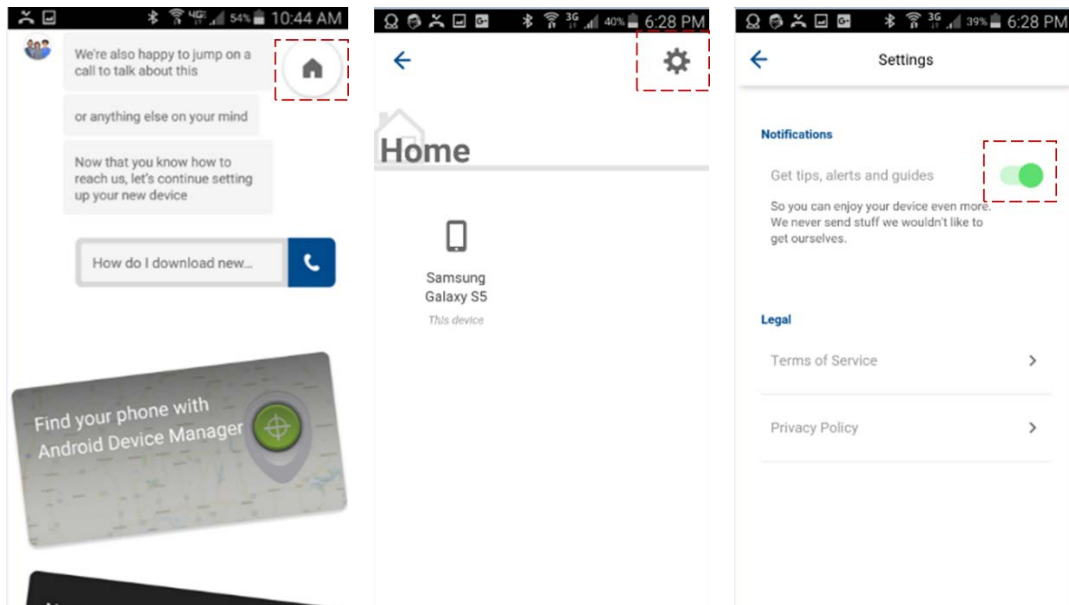 4G
54%
10:44 AM
We're also happy to jump on a
call to talk about this
or anything else on your mind
Now that you know how to
reach us, let's continue setting
up your new device
How do I download new...
Find your phone with
Android Device Manager
G+
3G
40%
6:28 PM
Home
Samsung
Galaxy S5
This device
G+
3G
39%
6:28 PM
Settings
Notifications
Get tips, alerts and guides
So you can enjoy your device even more.
We never send stuff we wouldn't like to
get ourselves.
Legal
Terms of Service
Privacy Policy